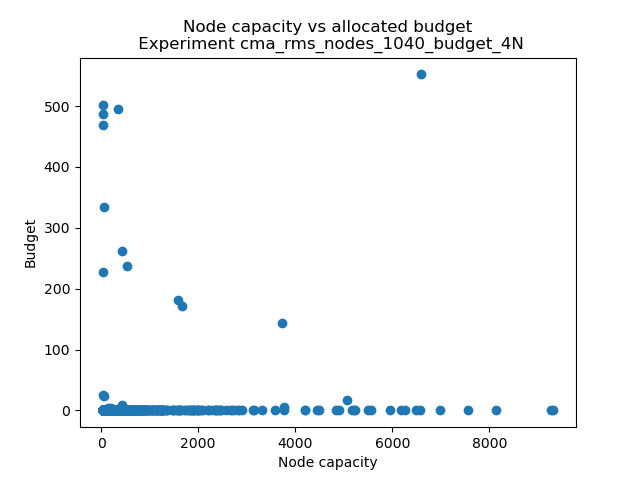 Node capacity vs allocated budget
Experiment cma_rms_nodes_1040_budget_4N
500
400
300
200
100
0
Budget
0 2000 4000 6000 8000
Node capacity